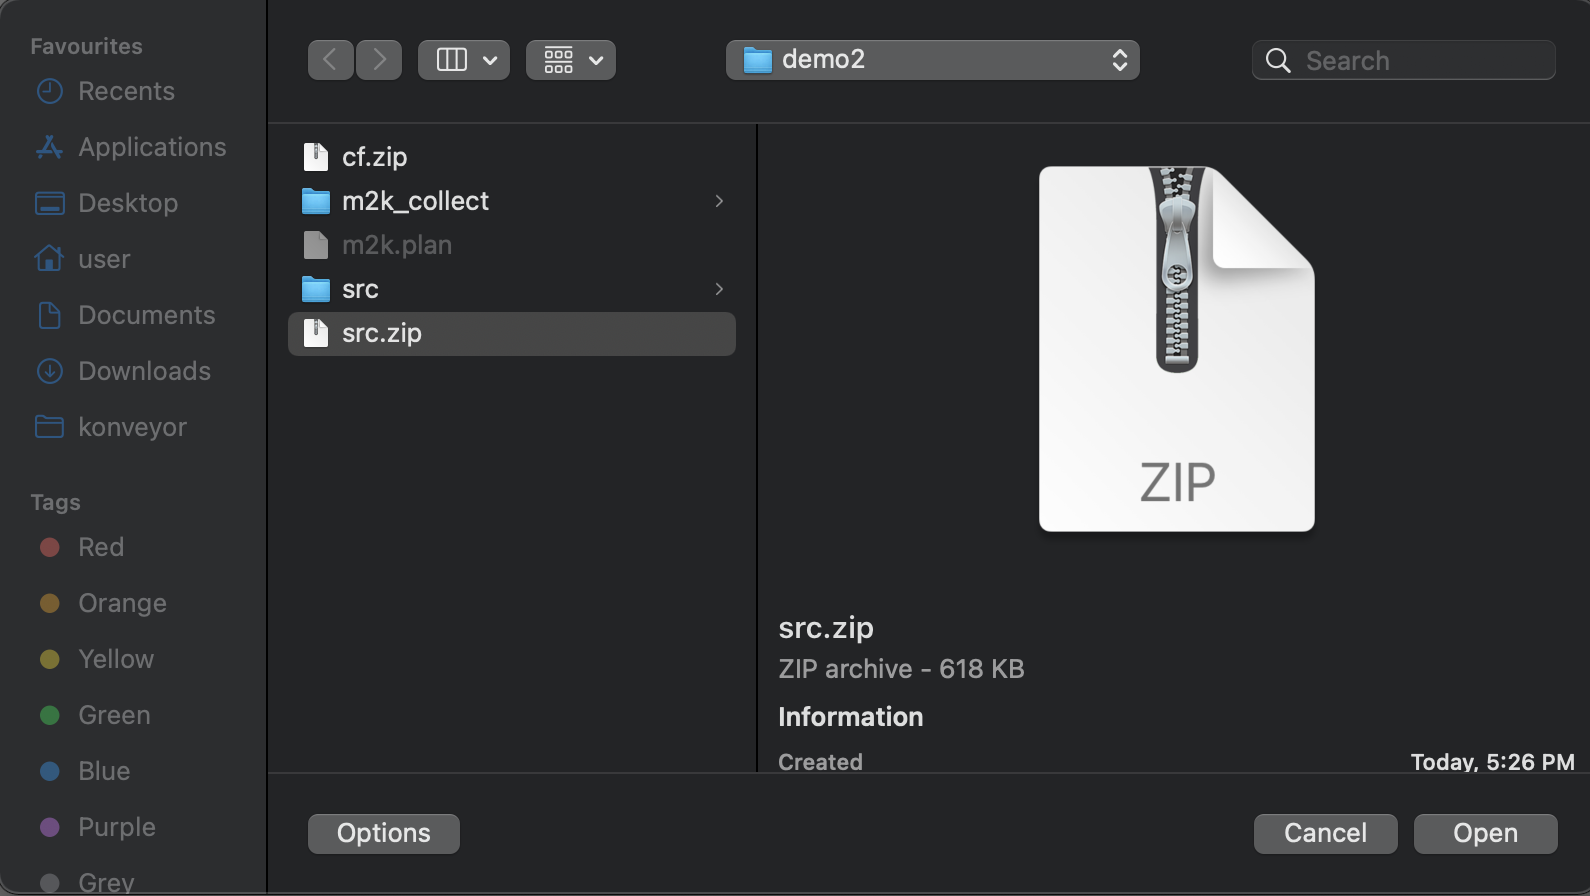 Favourites
Recents
Applications
Desktop
user
Documents
Downloads
konveyor
Tags
Red
Orange
Yellow
Green
Blue
Purple
Grey
demo2
Search
cf.zip
m2k_collect
m2k.plan
src
src.zip
ZIP
src.zip
ZIP archive - 618 KB
Information
Created Today, 5:26 PM
Options
Cancel
Open